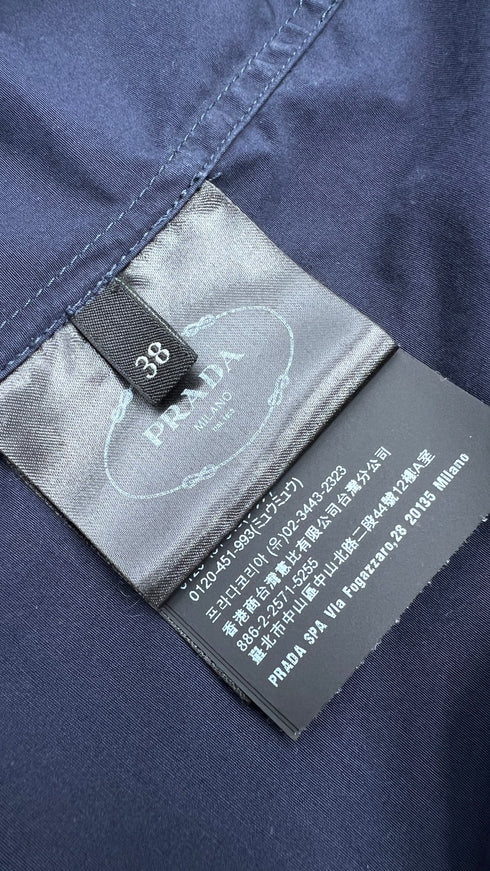 38
PRADA
MILANO
0120-451-993(ミュウミュウ)
프라다코리아 (유)02-3443-2323
香港商台灣惠比有限公司台灣分公司
886-2-2571-5255
臺北市中山區中山北路二段44號12樓A室
PRADA SPA Via Fogazzaro,28 20135 Milano